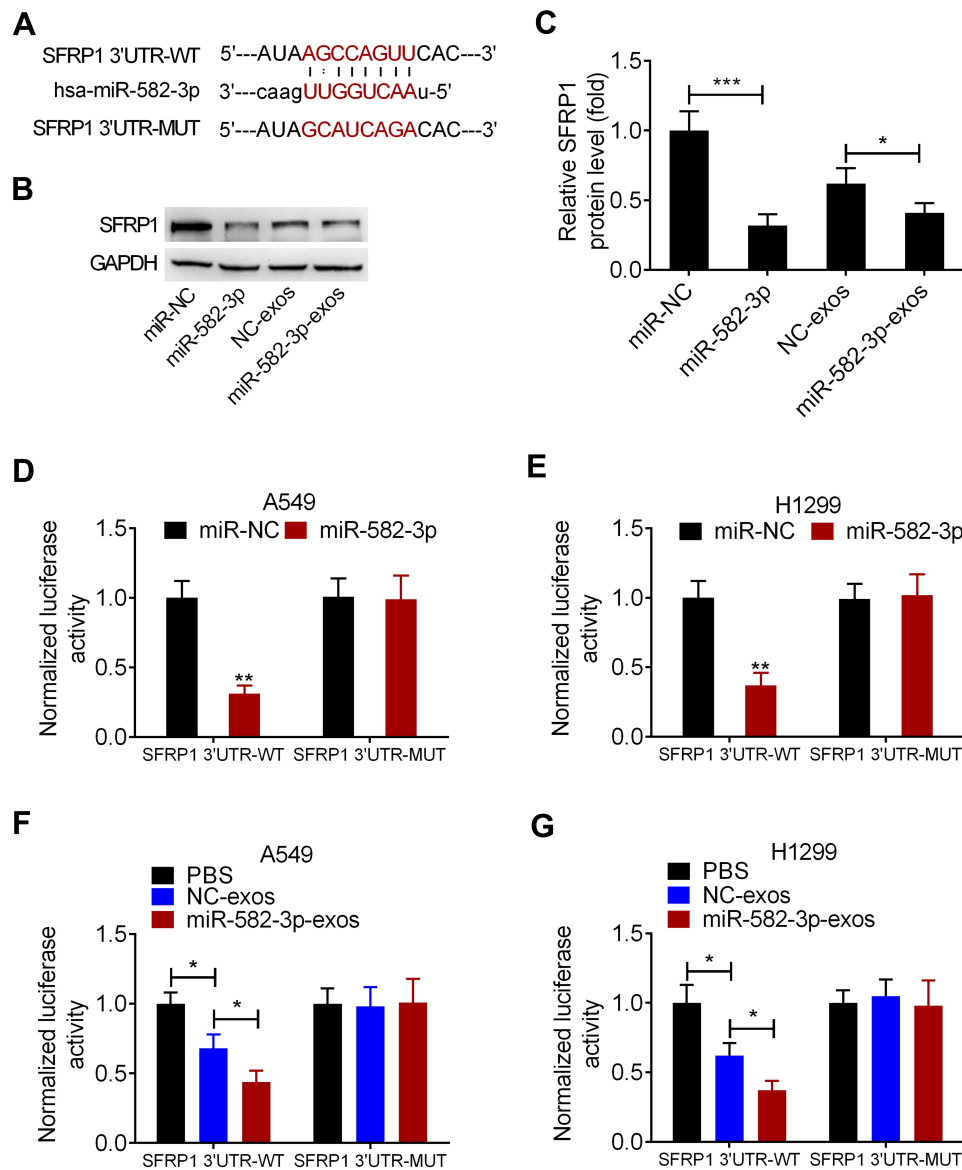 A
SFRP1 3'UTR-WT 5'---AUAAGCCAGUUCAC---3'
hsa-miR-582-3p 3'---caagUUGGUCAAu-5'
SFRP1 3'UTR-MUT 5'---AUAGCAUCAGACAC---3'
B
SFRP1
GAPDH
miR-NC
miR-582-3p
NC-exos
miR-582-3p-exos
C
Relative SFRP1
protein level (fold)
1.5
1.0
0.5
0.0
***
*
miR-NC
miR-582-3p
NC-exos
miR-582-3p-exos
D
A549
miR-NC miR-582-3p
Normalized luciferase
activity
1.5
1.0
0.5
0.0
**
SFRP1 3'UTR-WT SFRP1 3'UTR-MUT
E
H1299
miR-NC miR-582-3p
Normalized luciferase
activity
1.5
1.0
0.5
0.0
**
SFRP1 3'UTR-WT SFRP1 3'UTR-MUT
F
A549
PBS
NC-exos
miR-582-3p-exos
Normalized luciferase
activity
1.5
1.0
0.5
0.0
*
*
SFRP1 3'UTR-WT SFRP1 3'UTR-MUT
G
H1299
PBS
NC-exos
miR-582-3p-exos
Normalized luciferase
activity
1.5
1.0
0.5
0.0
*
*
SFRP1 3'UTR-WT SFRP1 3'UTR-MUT